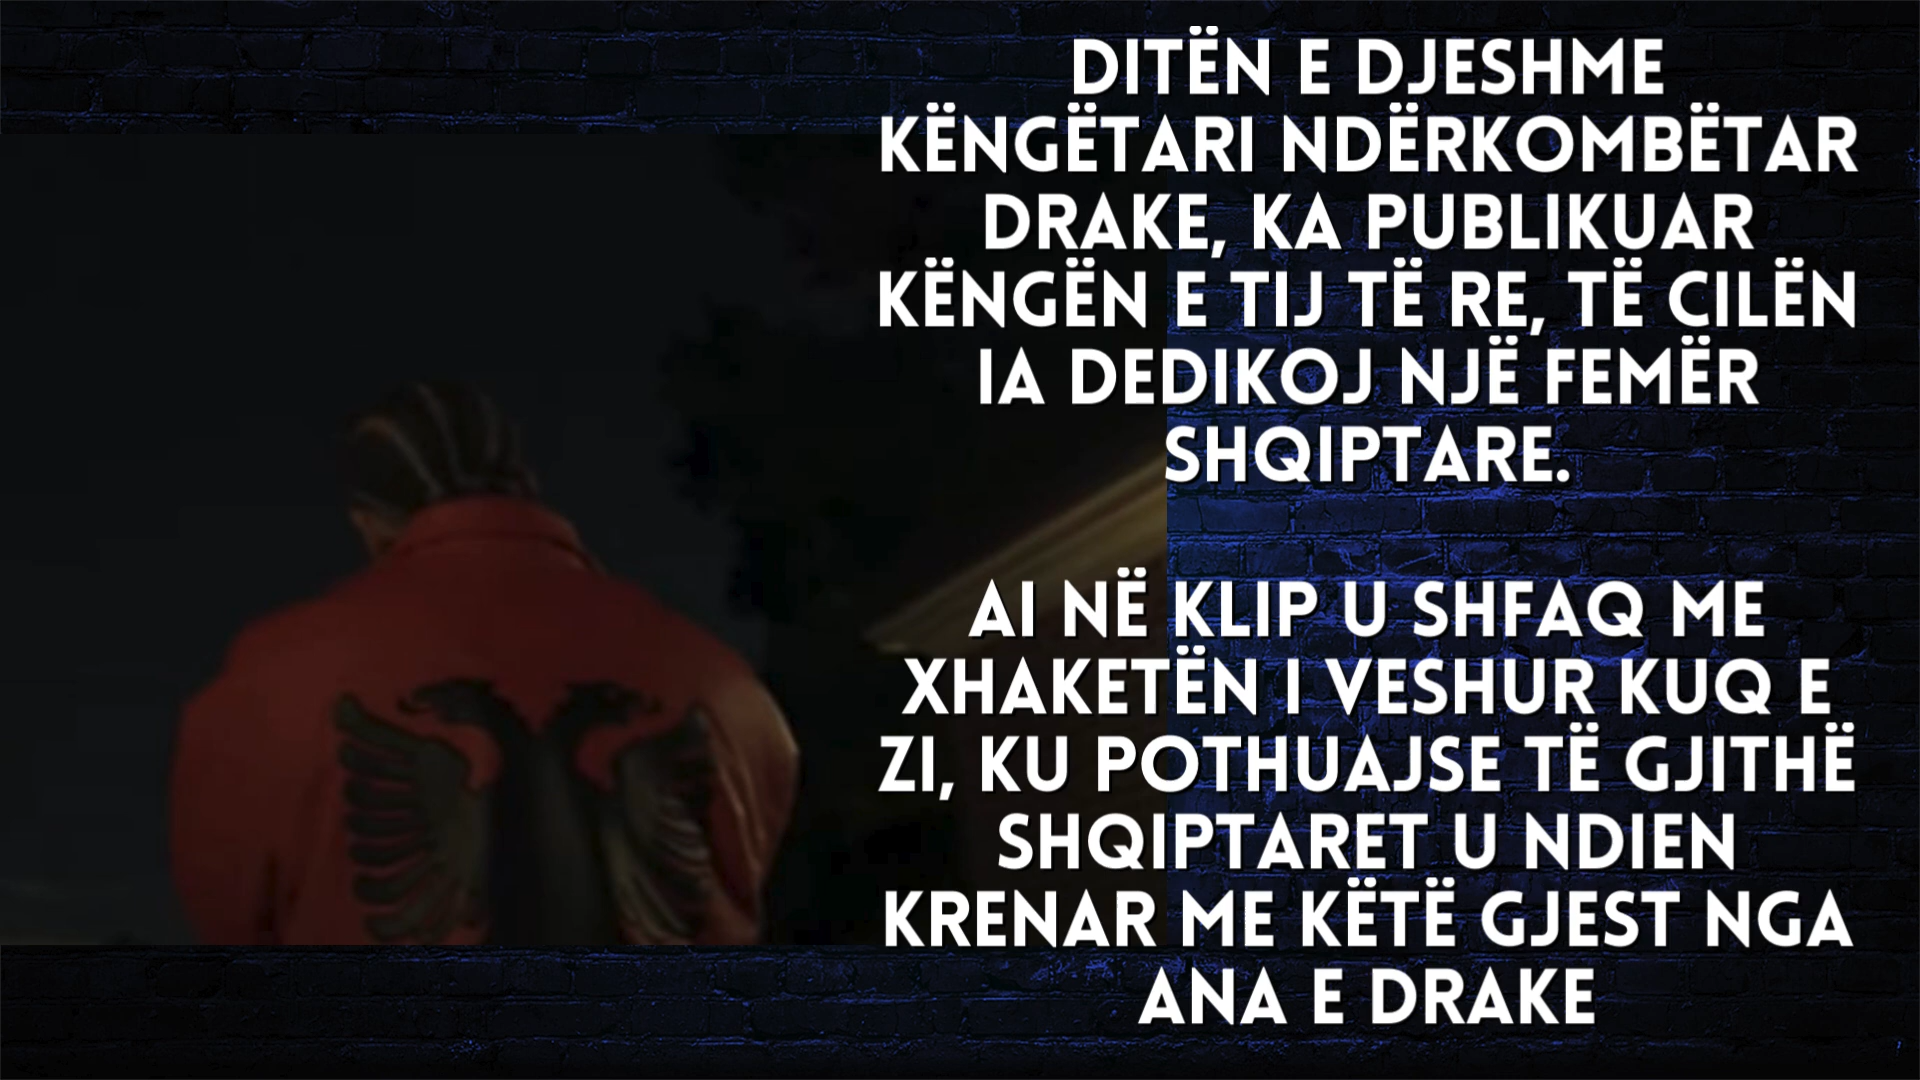 DITËN E DJESHME
KËNGËTARI NDËRKOMBËTAR
DRAKE, KA PUBLIKUAR
KËNGËN E TIJ TË RE, TË CILËN
IA DEDIKOJ NJË FEMËR
SHQIPTARE.
AI NË KLIP U SHFAQ ME
XHAKETËN I VESHUR KUQ E
ZI, KU POTHUAJSE TË GJITHË
SHQIPTARET U NDIEN
KRENAR ME KËTË GJEST NGA
ANA E DRAKE